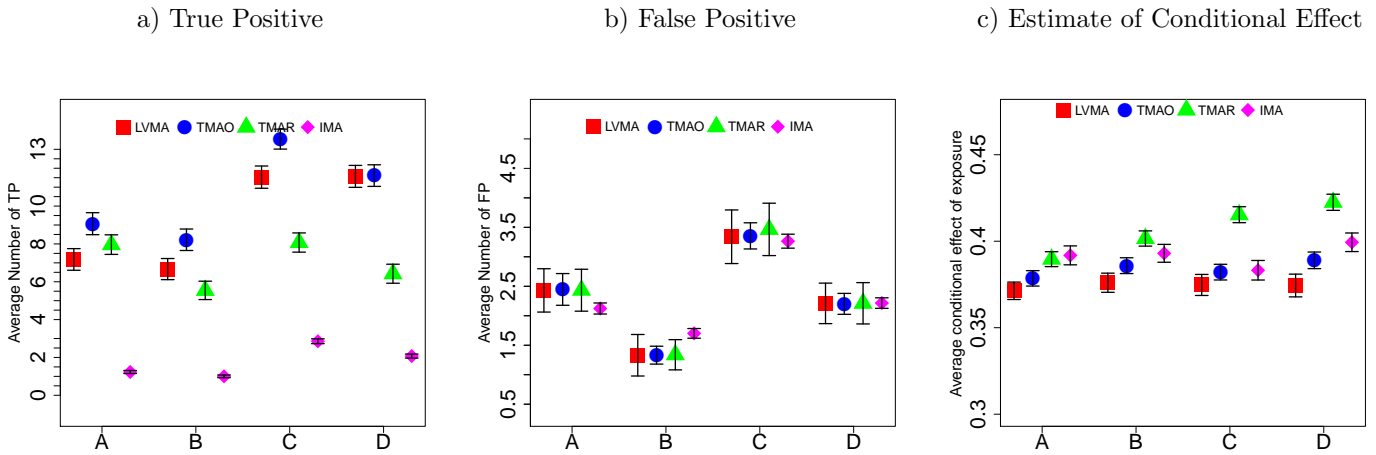 a) True Positive
b) False Positive
c) Estimate of Conditional Effect
LVMA TMAO TMAR IMA
Average Number of TP
13
10
8
6
4
2
0
A B C D
LVMA TMAO TMAR IMA
Average Number of FP
4.5
3.5
2.5
1.5
0.5
A B C D
LVMA TMAO TMAR IMA
Average conditional effect of exposure
0.45
0.4
0.35
0.3
A B C D